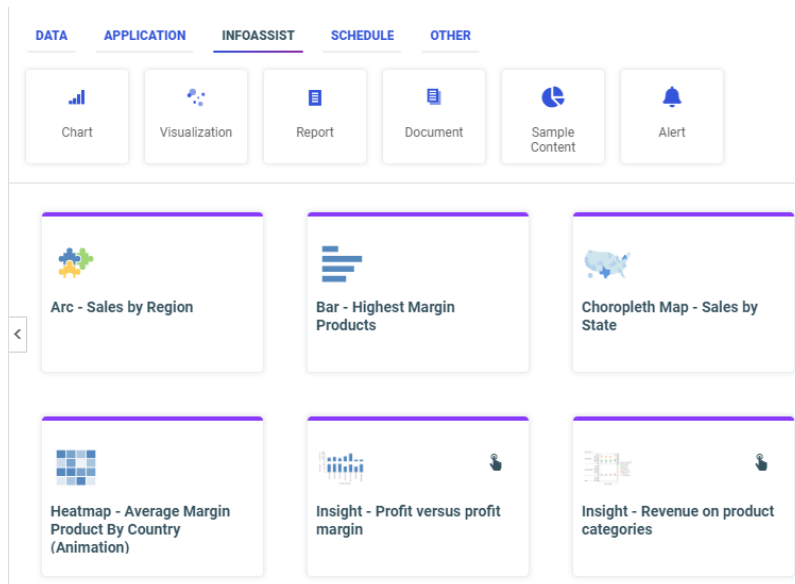 DATA
APPLICATION
INFOASSIST
SCHEDULE
OTHER
Chart
Visualization
Report
Document
Sample
Content
Alert
Arc - Sales by Region
Bar - Highest Margin
Products
Choropleth Map - Sales by
State
Heatmap - Average Margin
Product By Country
(Animation)
Insight - Profit versus profit
margin
Insight - Revenue on product
categories